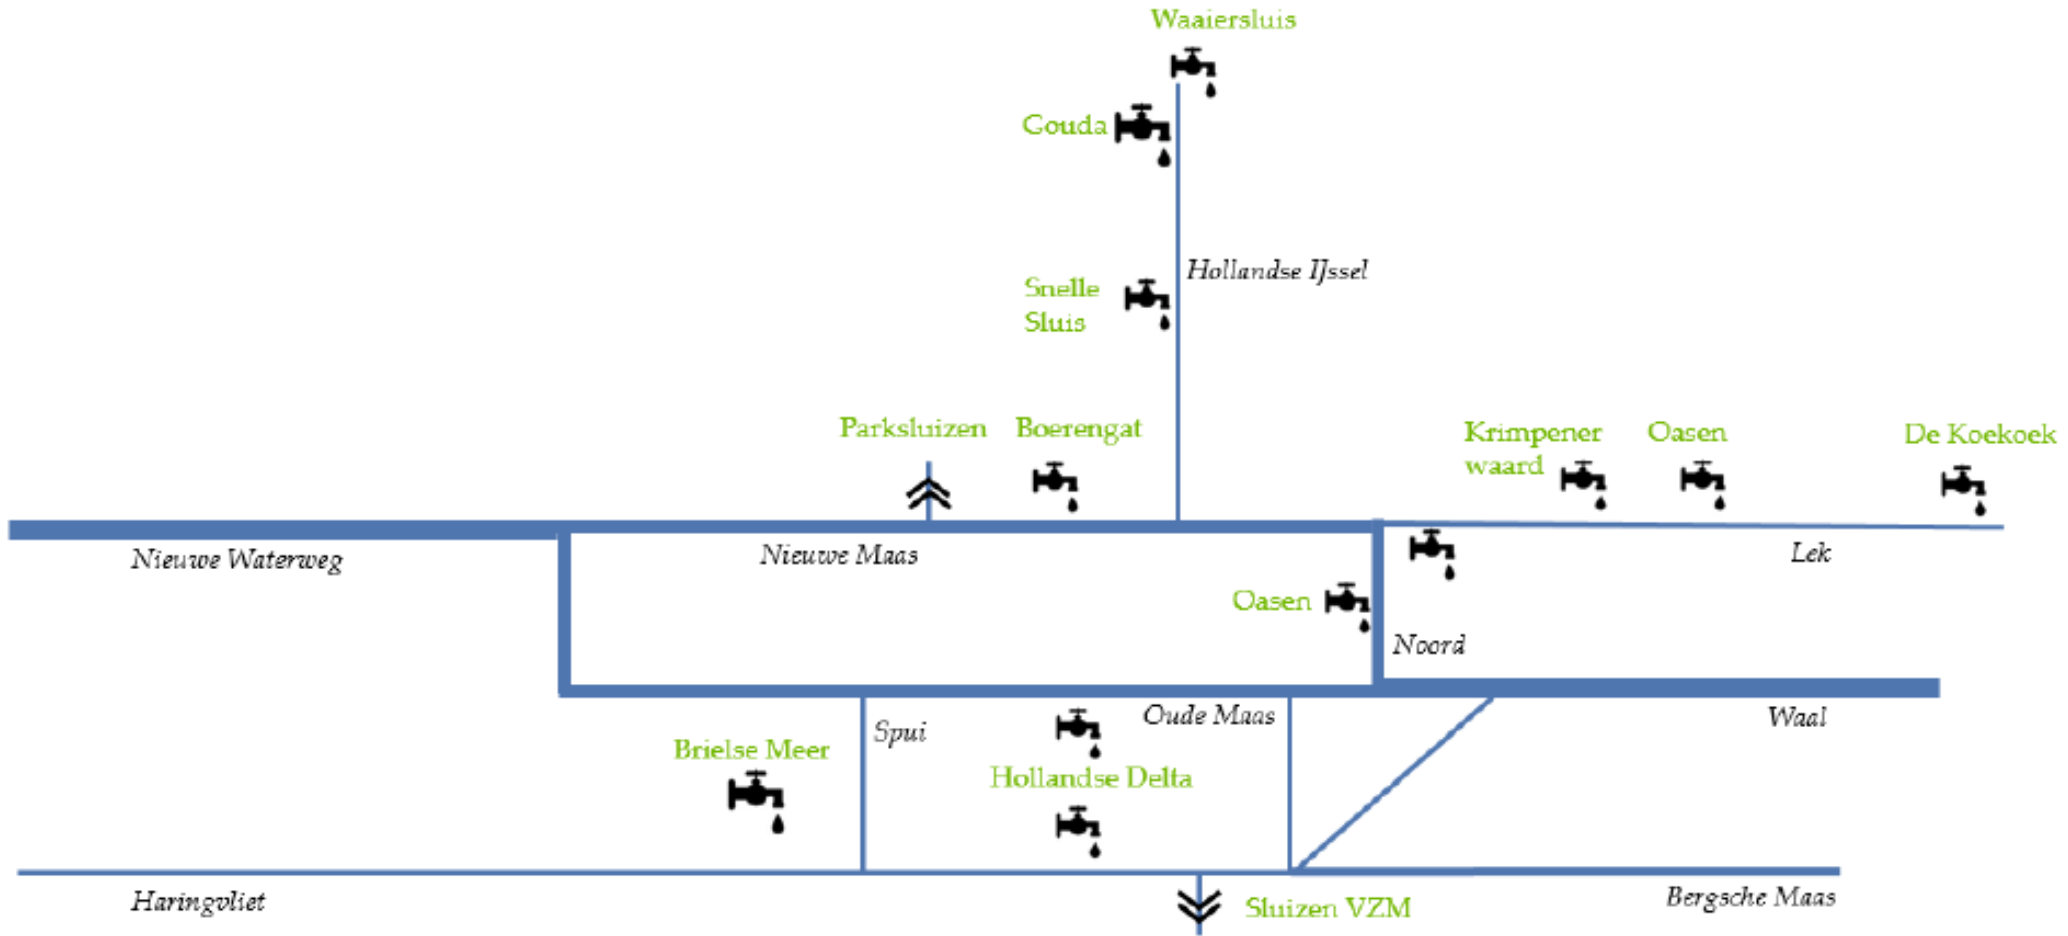 Waaiersluis
Gouda
Hollandse IJssel
Snelle
Sluis
Parksluizen
Boerengat
Krimpener
waard
Oasen
De Koekoek
Nieuwe Waterweg
Nieuwe Maas
Lek
Oasen
Noord
Spui
Oude Maas
Waal
Brielse Meer
Hollandse Delta
Haringvliet
Sluizen VZM
Bergsche Maas